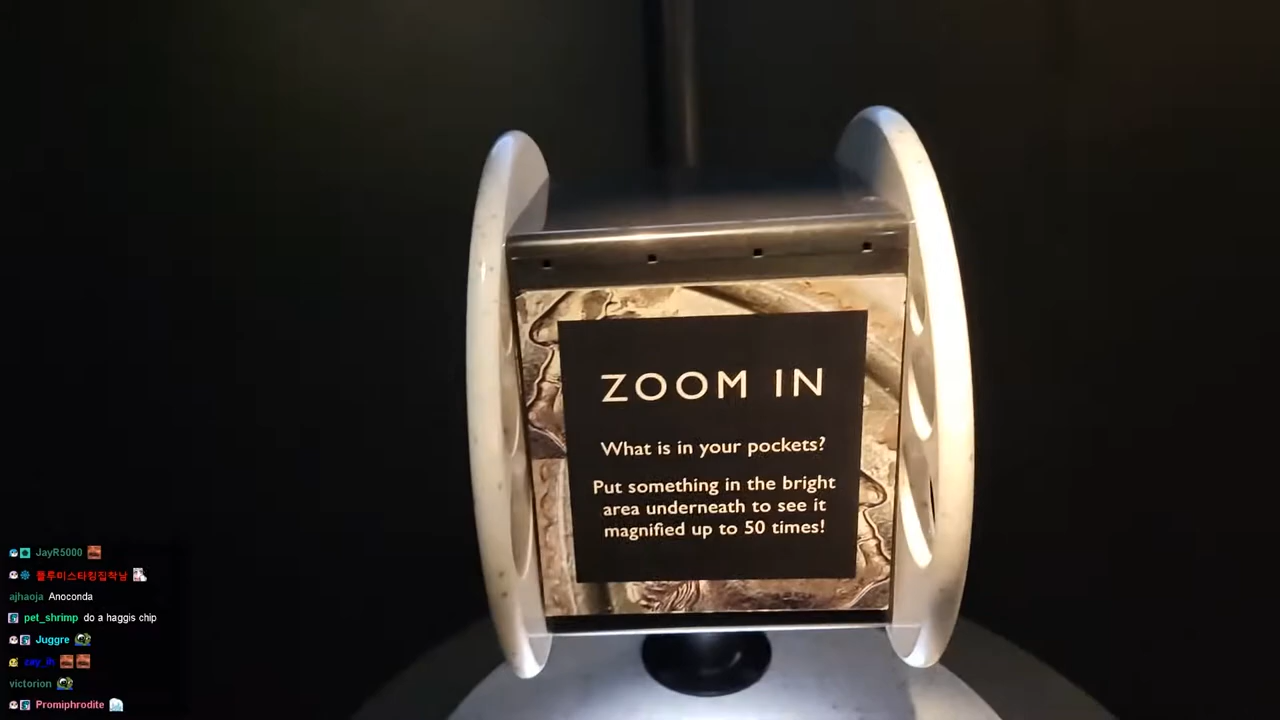 ZOOM IN
What is in your pockets?
Put something in the bright
area underneath to see it
magnified up to 50 times!
JayR5000
플루미스타킹집착남
ajhaoja Anoconda
pet_shrimp do a haggis chip
Juggre
victorion
Promiphrodite